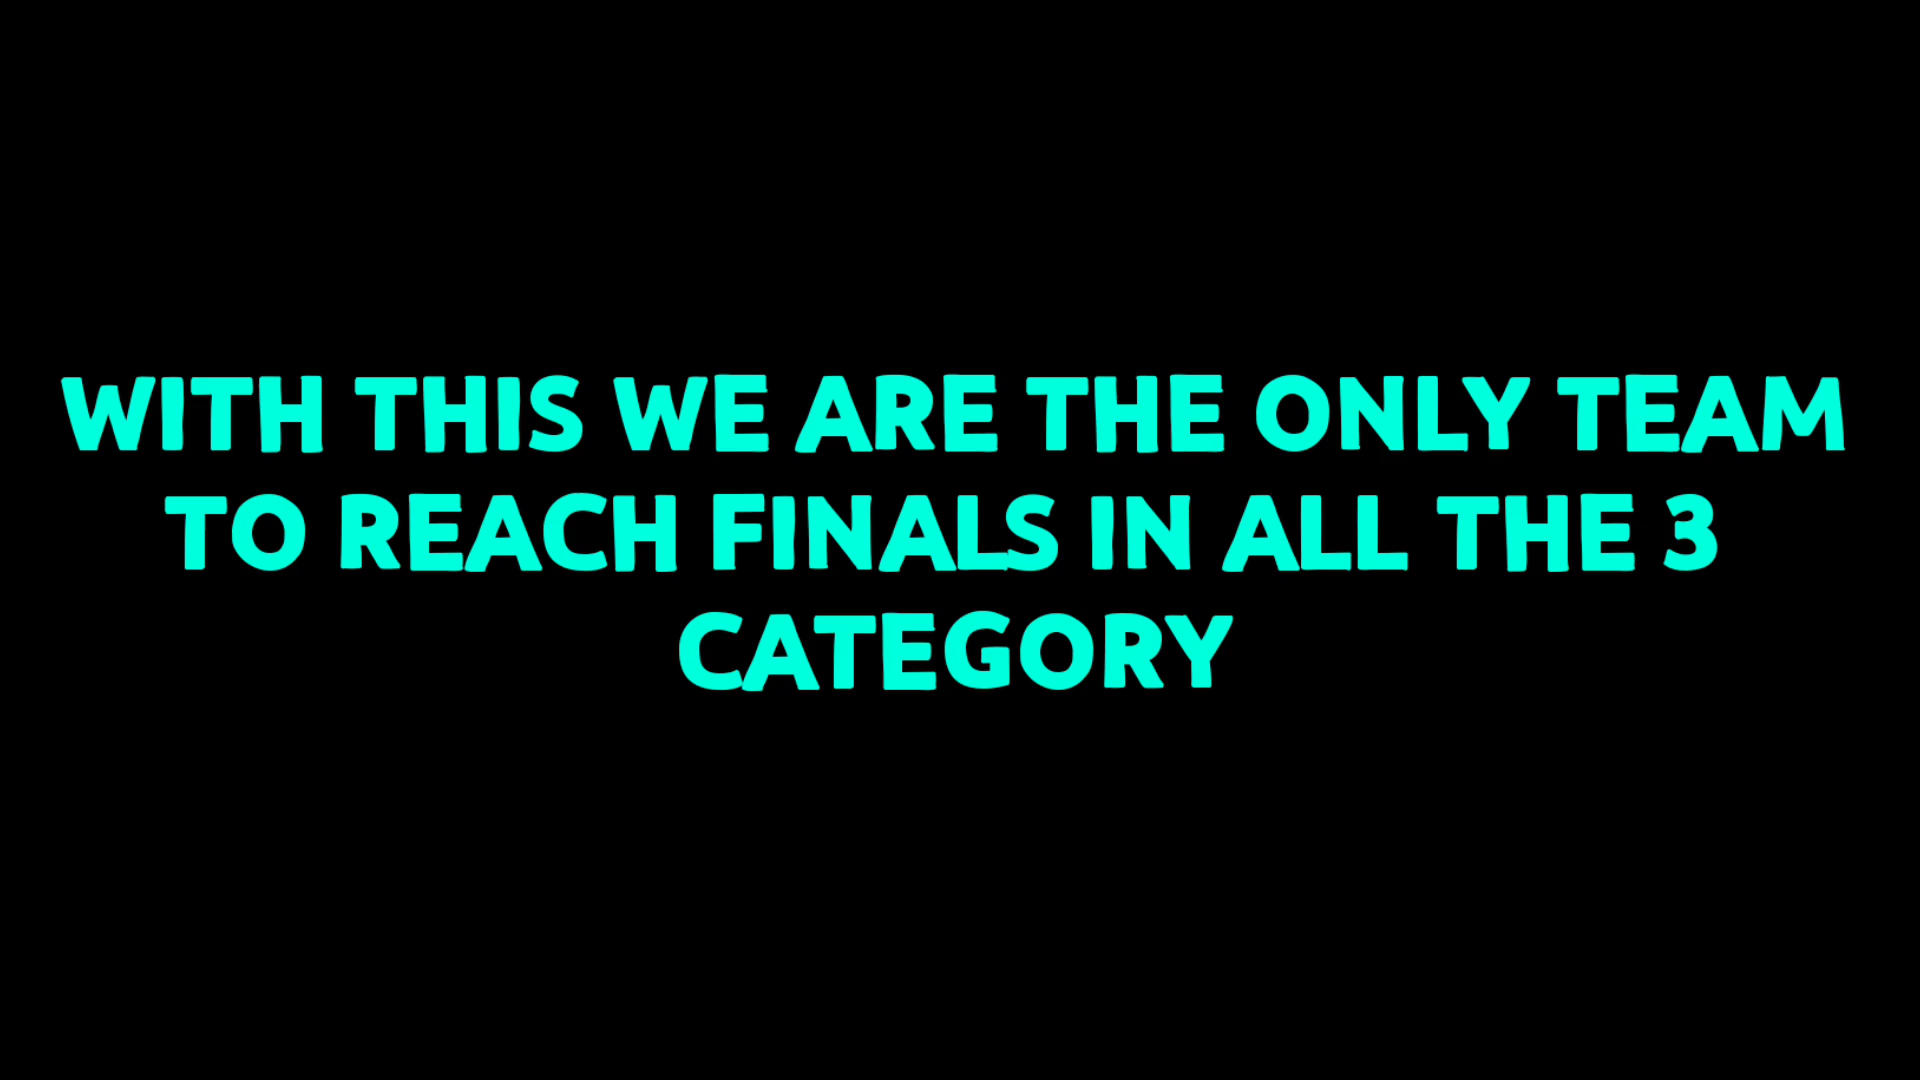 WITH THIS WE ARE THE ONLY TEAM
TO REACH FINALS IN ALL THE 3
CATEGORY